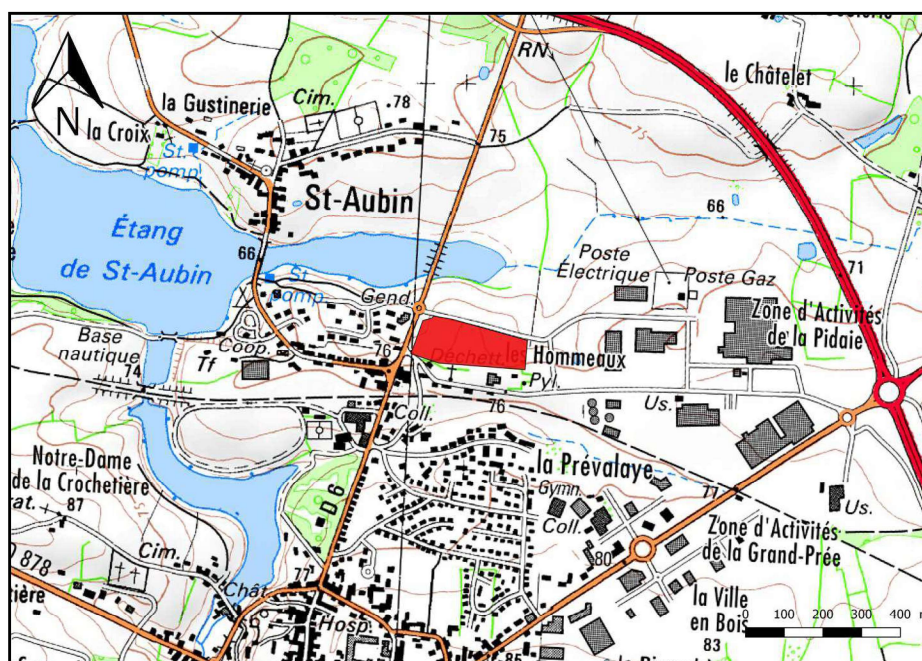 RN
le Châtelet
la Gustinerie
Cim.
78
N
la Croix
St.
pomp
75
75
St-Aubin
66
Étang
de St-Aubin
66
St
pomp
Poste
Électrique
Poste Gaz
71
Gend.
Zone d'Activités
de la Pidaie
Base
nautique
Coop.
76
Déchett.
les Hommeaux
Pyl.
74
Tf
76
Us.
Coll.
Notre-Dame
de la Crochetière
la Prévalaye
Gymn.
Coll.
77
Us.
87
D 6
Zone d'Activités
de la Grand-Prée
Cim.
80
878
77
Chât.
la Ville
en Bois
Hosp.
0 100 200 300 400 m
83
85